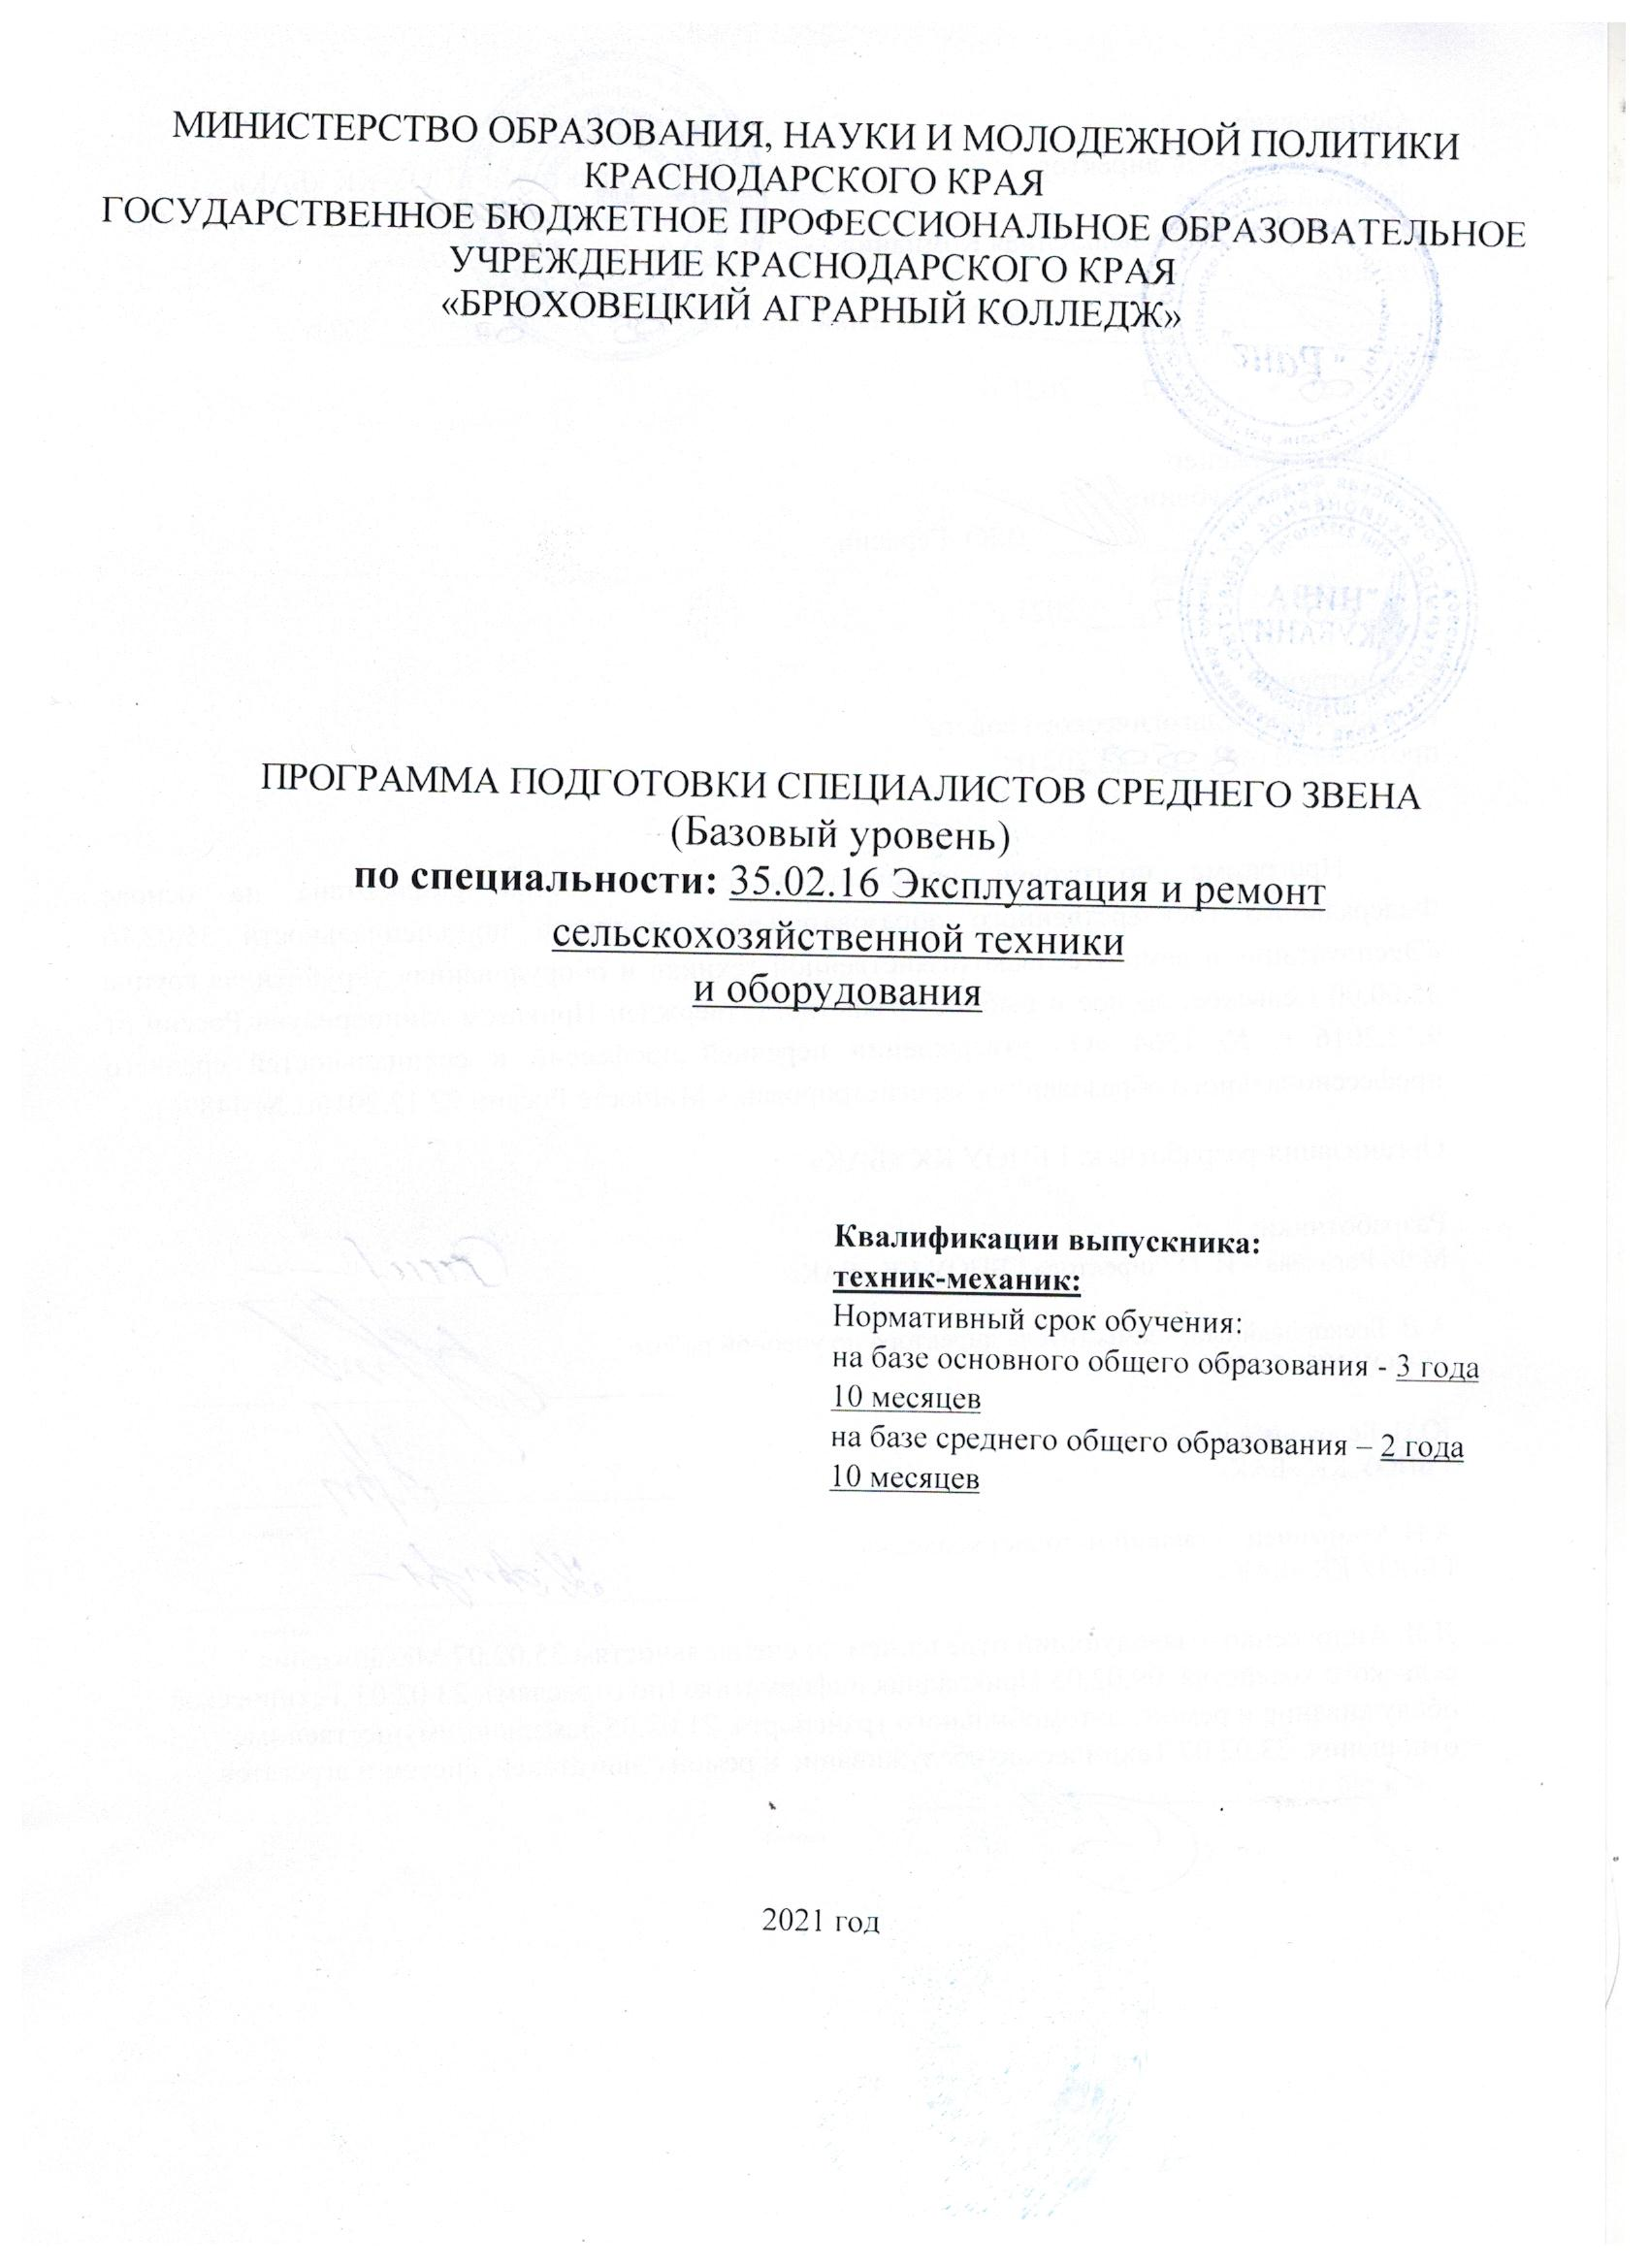 МИНИСТЕРСТВО ОБРАЗОВАНИЯ, НАУКИ И МОЛОДЕЖНОЙ ПОЛИТИКИ
КРАСНОДАРСКОГО КРАЯ
ГОСУДАРСТВЕННОЕ БЮДЖЕТНОЕ ПРОФЕССИОНАЛЬНОЕ ОБРАЗОВАТЕЛЬНОЕ
УЧРЕЖДЕНИЕ КРАСНОДАРСКОГО КРАЯ
«БРЮХОВЕЦКИЙ АГРАРНЫЙ КОЛЛЕДЖ»
ПРОГРАММА ПОДГОТОВКИ СПЕЦИАЛИСТОВ СРЕДНЕГО ЗВЕНА
(Базовый уровень)
по специальности: 35.02.16 Эксплуатация и ремонт
сельскохозяйственной техники
и оборудования
Квалификации выпускника:
техник-механик:
Нормативный срок обучения:
на базе основного общего образования - 3 года
10 месяцев
на базе среднего общего образования – 2 года
10 месяцев
2021 год